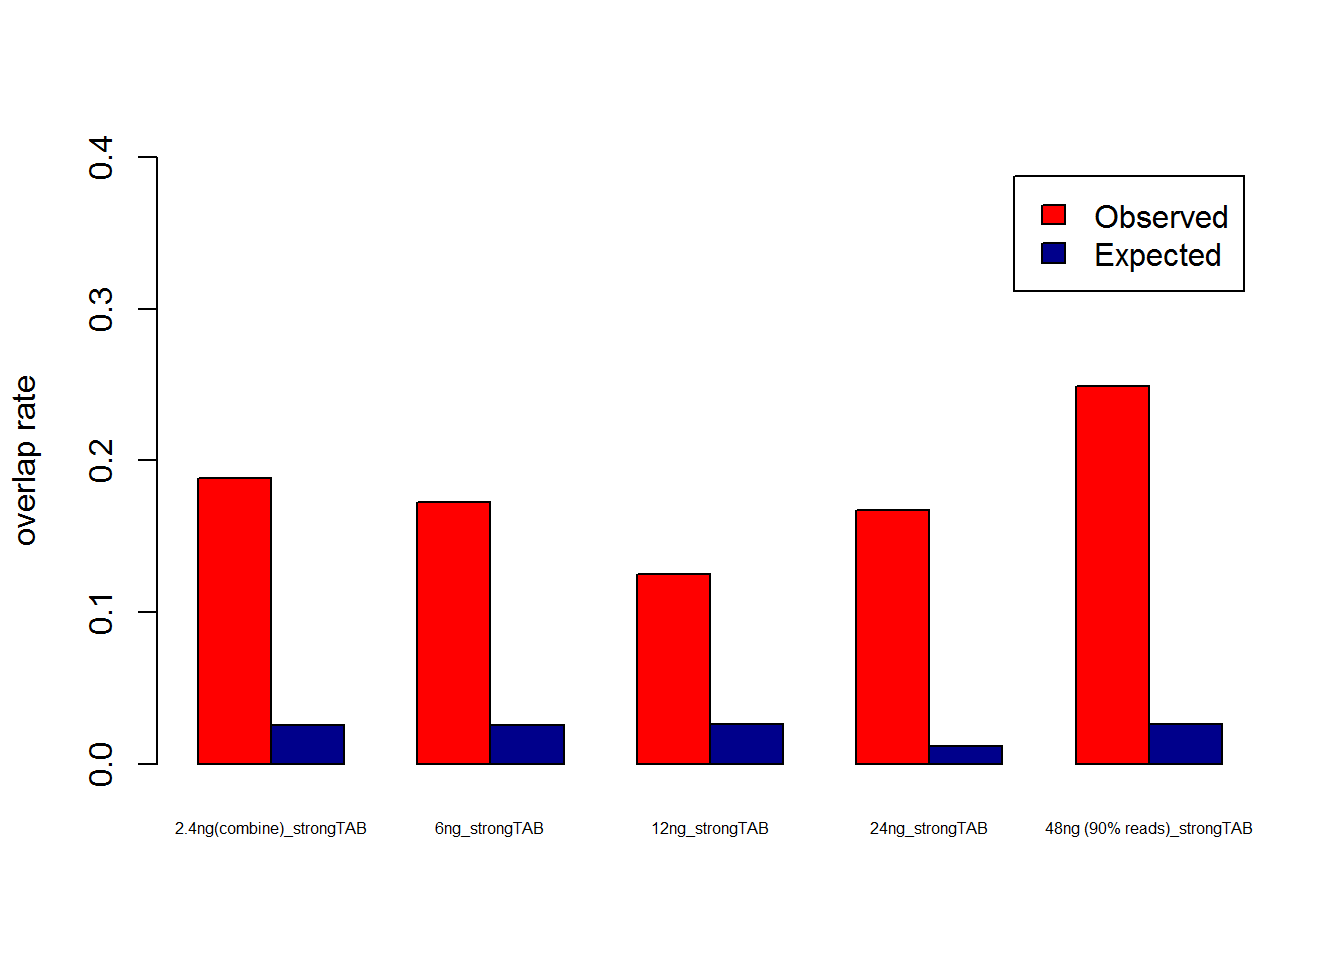 0.4
Observed
Expected
0.3
overlap rate
0.2
0.1
0.0
2.4ng(combine)_strongTAB
6ng_strongTAB
12ng_strongTAB
24ng_strongTAB
48ng (90% reads)_strongTAB